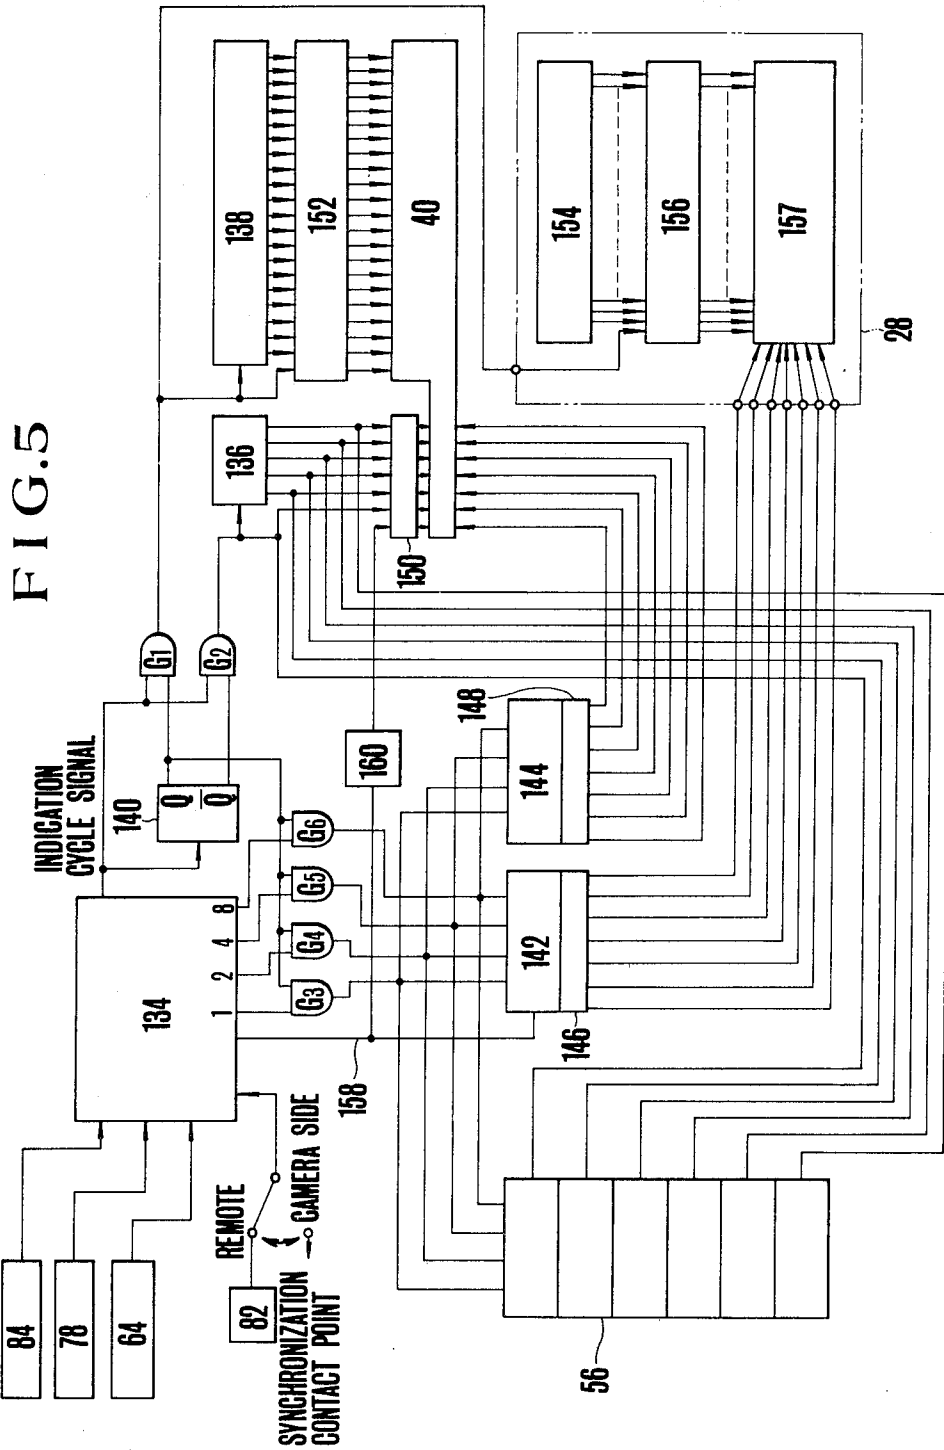 FIG.5
84
78
64
134
1
2
4
8
INDICATION
CYCLE SIGNAL
140
Q
Q̅
G1
G2
G3
G4
G5
G6
136
138
152
40
150
160
158
REMOTE
CAMERA SIDE
82
SYNCHRONIZATION
CONTACT POINT
142
146
144
148
154
156
157
28
56